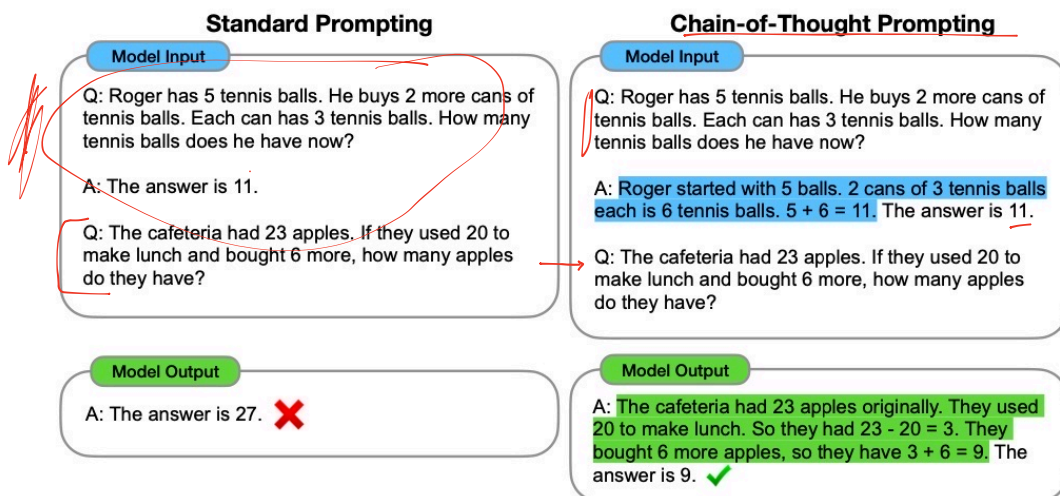 Standard Prompting
Model Input
Q: Roger has 5 tennis balls. He buys 2 more cans of
tennis balls. Each can has 3 tennis balls. How many
tennis balls does he have now?
A: The answer is 11.
Q: The cafeteria had 23 apples. If they used 20 to
make lunch and bought 6 more, how many apples
do they have?
Model Output
A: The answer is 27.
Chain-of-Thought Prompting
Model Input
Q: Roger has 5 tennis balls. He buys 2 more cans of
tennis balls. Each can has 3 tennis balls. How many
tennis balls does he have now?
A: Roger started with 5 balls. 2 cans of 3 tennis balls
each is 6 tennis balls. 5 + 6 = 11. The answer is 11.
Q: The cafeteria had 23 apples. If they used 20 to
make lunch and bought 6 more, how many apples
do they have?
Model Output
A: The cafeteria had 23 apples originally. They used
20 to make lunch. So they had 23 - 20 = 3. They
bought 6 more apples, so they have 3 + 6 = 9. The
answer is 9.